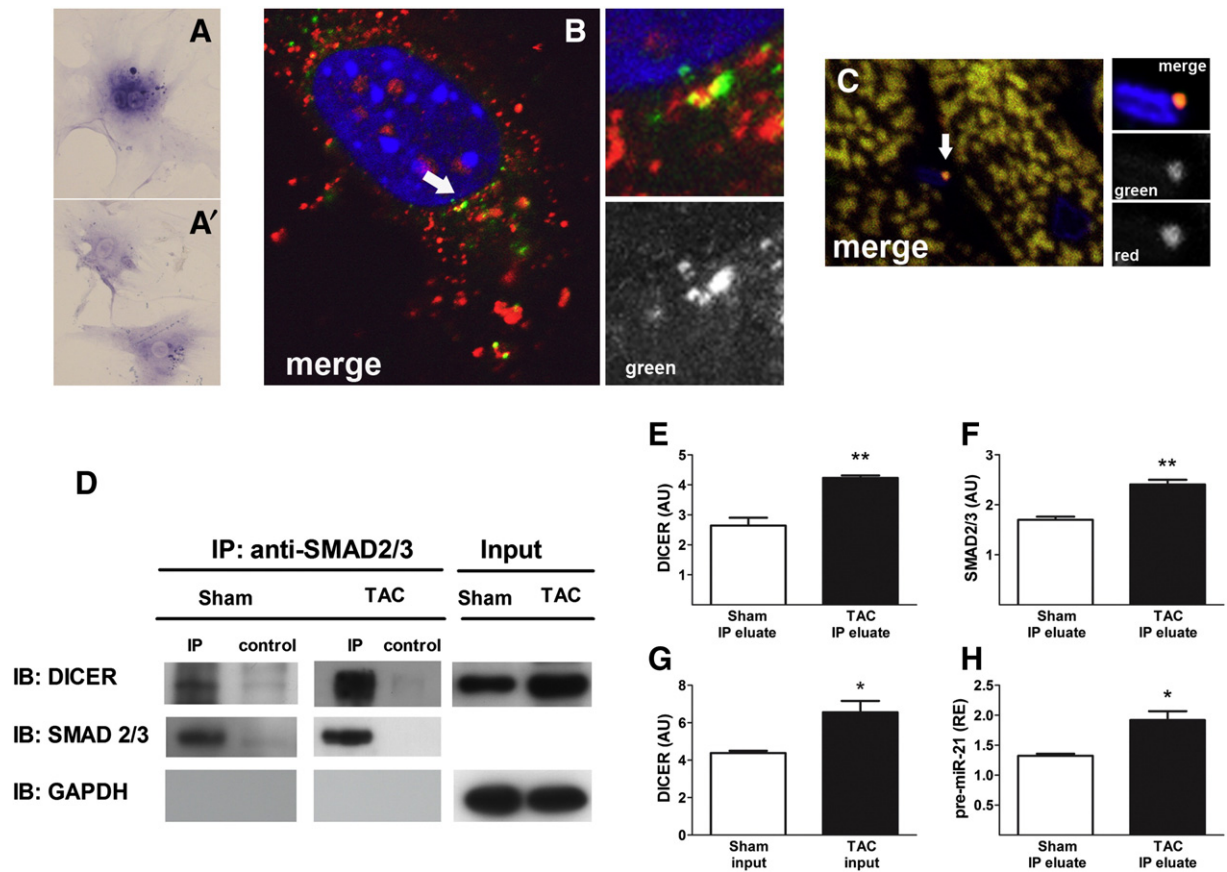 A
A′
B
merge
green
C
merge
merge
green
red
D
IP: anti-SMAD2/3
Input
Sham
TAC
Sham
TAC
IP
control
IP
control
IB: DICER
IB: SMAD 2/3
IB: GAPDH
E
DICER (AU)
5
4
3
2
1
**
Sham
IP eluate
TAC
IP eluate
F
SMAD2/3 (AU)
3
2
1
**
Sham
IP eluate
TAC
IP eluate
G
DICER (AU)
8
6
4
2
0
*
Sham
input
TAC
input
H
pre-miR-21 (RE)
2.5
2.0
1.5
1.0
0.5
*
Sham
IP eluate
TAC
IP eluate